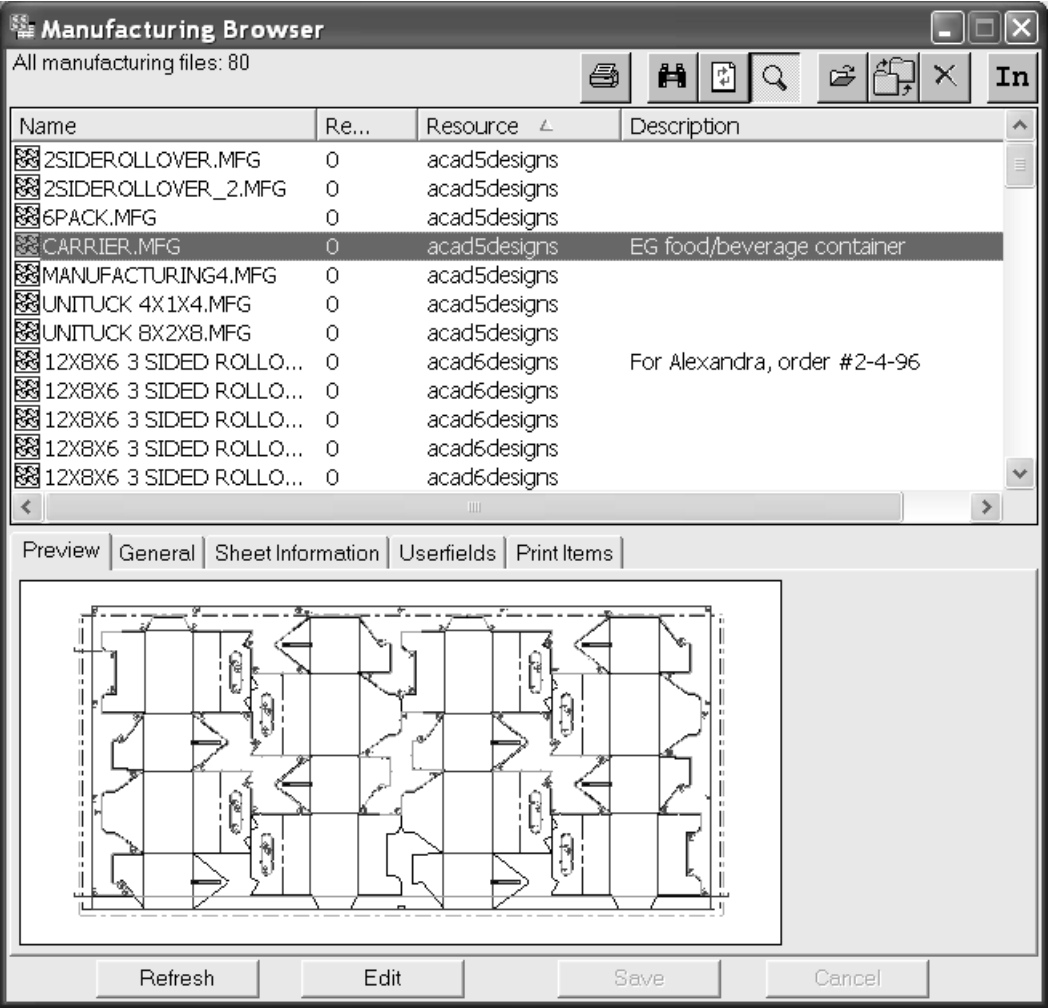 Manufacturing Browser
All manufacturing files: 80
In
Name Re... Resource Description
2SIDEROLLOVER.MFG 0 acad5designs
2SIDEROLLOVER_2.MFG 0 acad5designs
6PACK.MFG 0 acad5designs
CARRIER.MFG 0 acad5designs EG food/beverage container
MANUFACTURING4.MFG 0 acad5designs
UNITUCK 4X1X4.MFG 0 acad5designs
UNITUCK 8X2X8.MFG 0 acad5designs
12X8X6 3 SIDED ROLLO... 0 acad6designs For Alexandra, order #2-4-96
12X8X6 3 SIDED ROLLO... 0 acad6designs
12X8X6 3 SIDED ROLLO... 0 acad6designs
12X8X6 3 SIDED ROLLO... 0 acad6designs
12X8X6 3 SIDED ROLLO... 0 acad6designs
Preview General Sheet Information Userfields Print Items
Refresh Edit Save Cancel